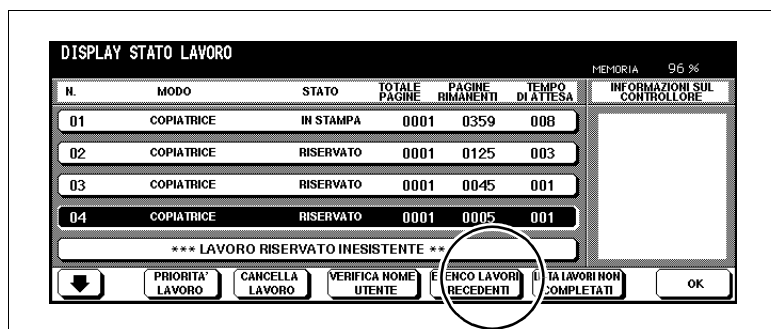 DISPLAY STATO LAVORO
MEMORIA 96 %
N. MODO STATO TOTALE PAGINE PAGINE RIMANENTI TEMPO DI ATTESA INFORMAZIONI SUL CONTROLLORE
01 COPIATRICE IN STAMPA 0001 0359 008
02 COPIATRICE RISERVATO 0001 0125 003
03 COPIATRICE RISERVATO 0001 0045 001
04 COPIATRICE RISERVATO 0001 0005 001
*** LAVORO RISERVATO INESISTENTE **
PRIORITA' LAVORO
CANCELLA LAVORO
VERIFICA NOME UTENTE
ELENCO LAVORI
RECEDENTI
LAVORI NON
COMPLETATI
OK